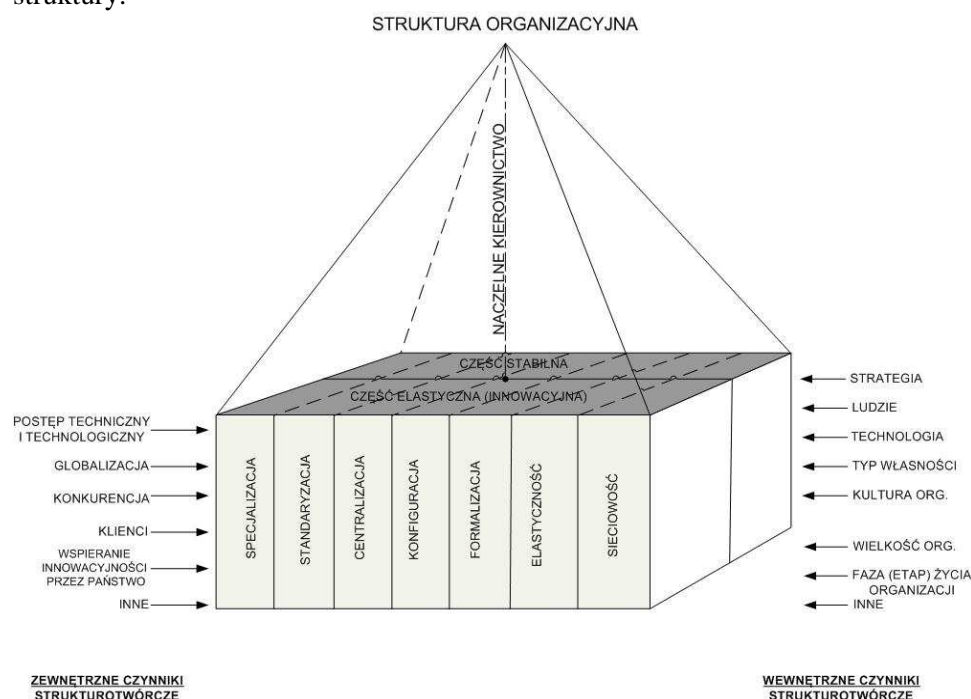 struktury.
STRUKTURA ORGANIZACYJNA
NACZELNE KIEROWNICTWO
CZĘŚĆ STABILNA
CZĘŚĆ ELASTYCZNA (INNOWACYJNA)
POSTĘP TECHNICZNY
I TECHNOLOGICZNY
GLOBALIZACJA
KONKURENCJA
KLIENCI
WSPIERANIE
INNOWACYJNOŚCI
PRZEZ PAŃSTWO
INNE
SPECJALIZACJA
STANDARYZACJA
CENTRALIZACJA
KONFIGURACJA
FORMALIZACJA
ELASTYCZNOŚĆ
SIECIOWOŚĆ
STRATEGIA
LUDZIE
TECHNOLOGIA
TYP WŁASNOŚCI
KULTURA ORG.
WIELKOŚĆ ORG.
FAZA (ETAP) ŻYCIA
ORGANIZACJI
INNE
ZEWNĘTRZNE CZYNNIKI
STRUKTUROTWÓRCZE
WEWNĘTRZNE CZYNNIKI
STRUKTUROTWÓRCZE